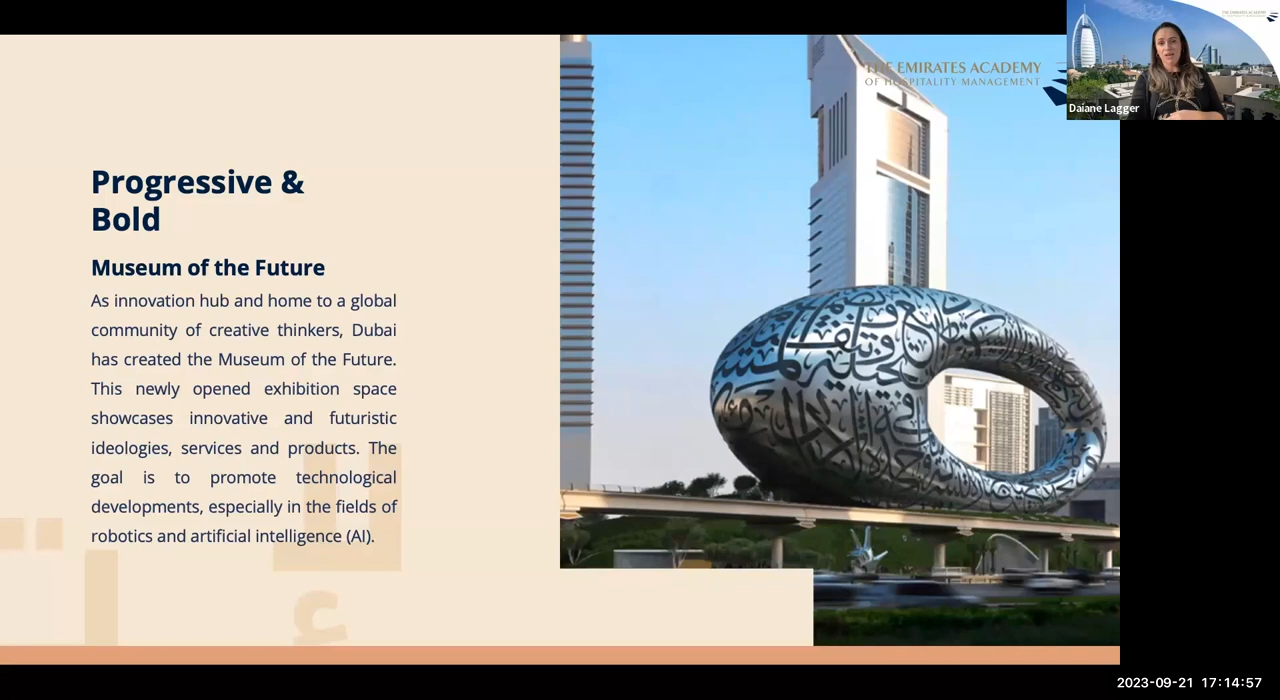 Progressive &
Bold
Museum of the Future
As innovation hub and home to a global
community of creative thinkers, Dubai
has created the Museum of the Future.
This newly opened exhibition space
showcases innovative and futuristic
ideologies, services and products. The
goal is to promote technological
developments, especially in the fields of
robotics and artificial intelligence (AI).
THE EMIRATES ACADEMY
OF HOSPITALITY MANAGEMENT
Daiane Lagger
2023-09-21 17:14:57